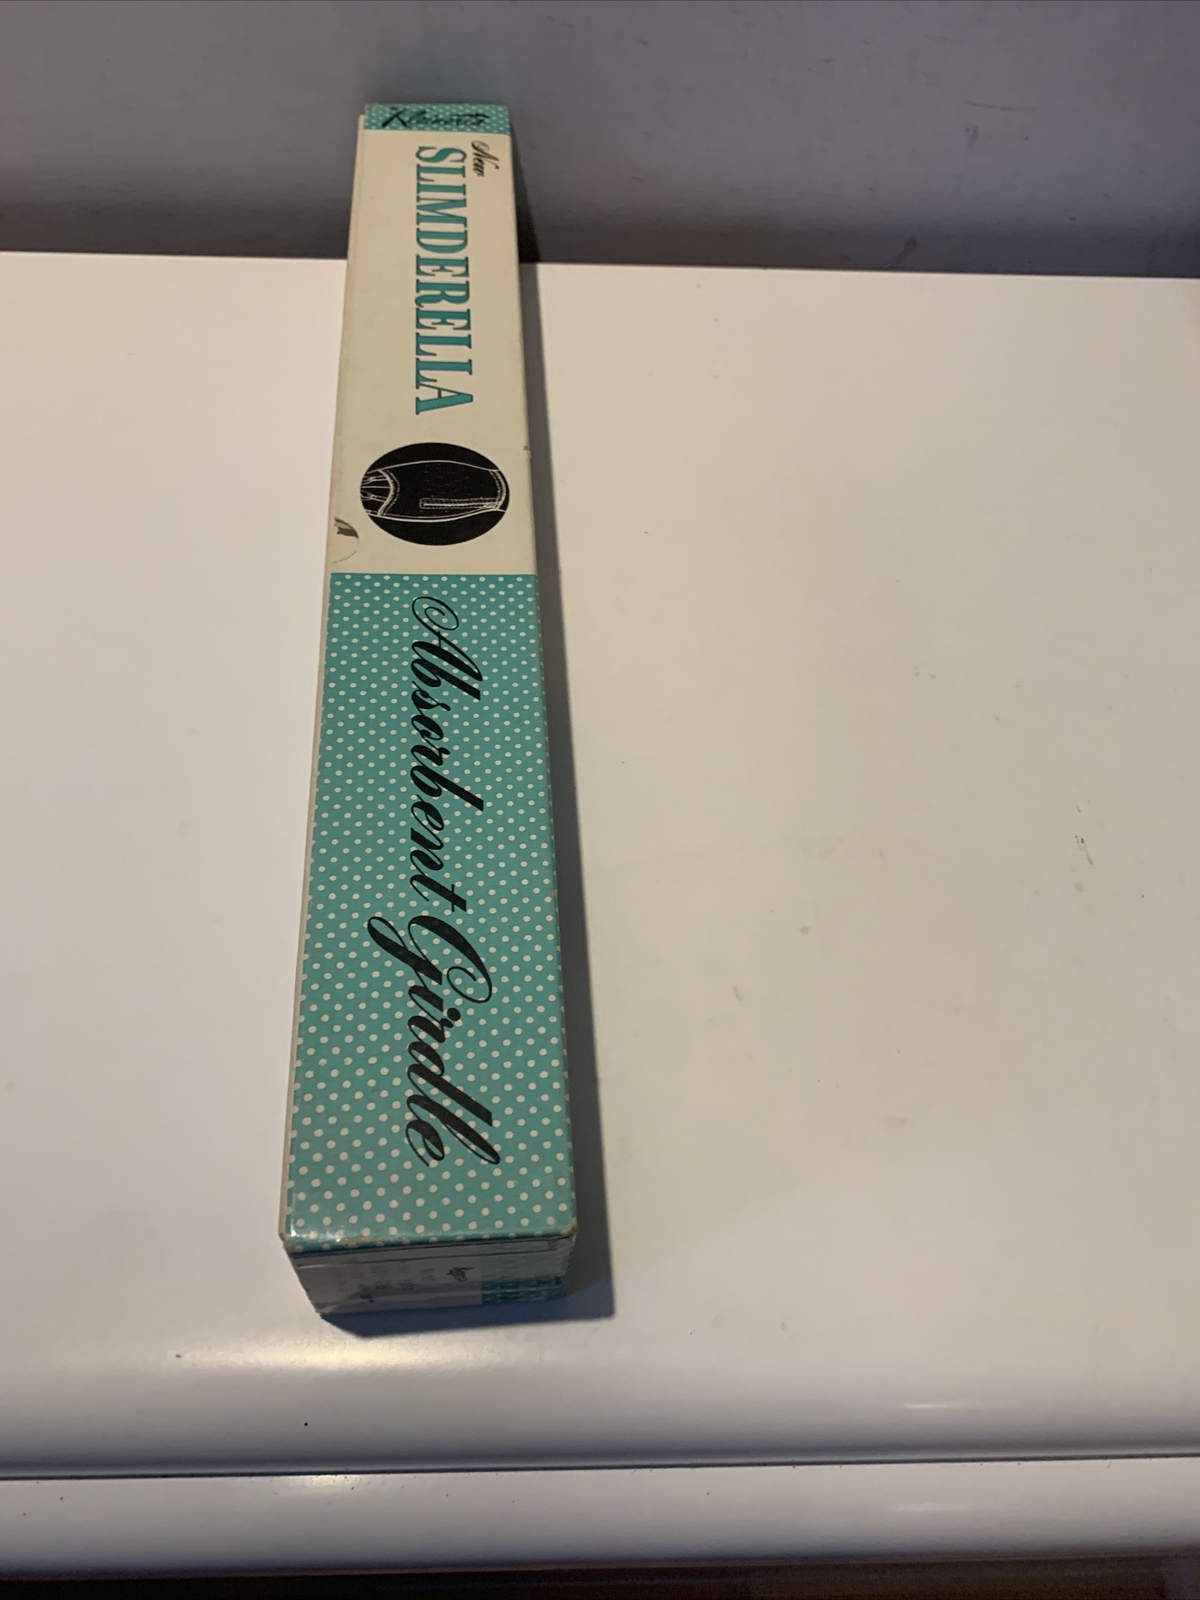 Kleinert's
New
SLIMDERELLA
Absorbent Girdle